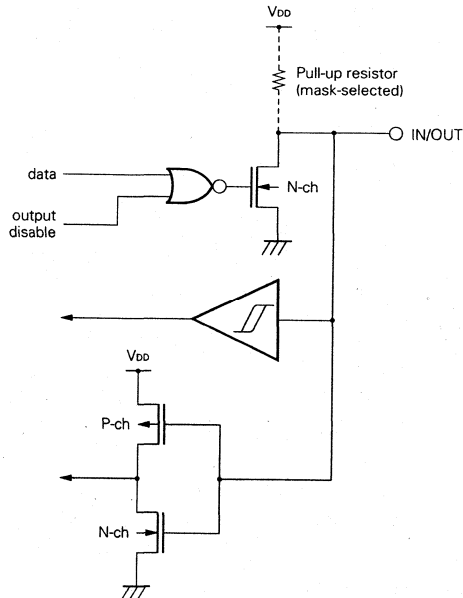 VDD
Pull-up resistor
(mask-selected)
IN/OUT
data
N-ch
output
disable
VDD
P-ch
N-ch